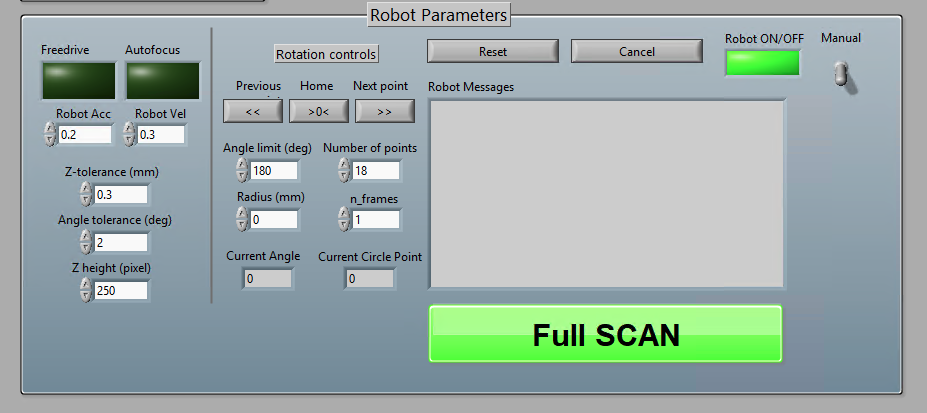 Robot Parameters
Freedrive
Autofocus
Robot Acc
0.2
Robot Vel
0.3
Z-tolerance (mm)
0.3
Angle tolerance (deg)
2
Z height (pixel)
250
Rotation controls
Previous
Home
Next point
<<
>0<
>>
Angle limit (deg)
180
Number of points
18
Radius (mm)
0
n_frames
1
Current Angle
0
Current Circle Point
0
Reset
Cancel
Robot ON/OFF
Manual
Robot Messages
Full SCAN